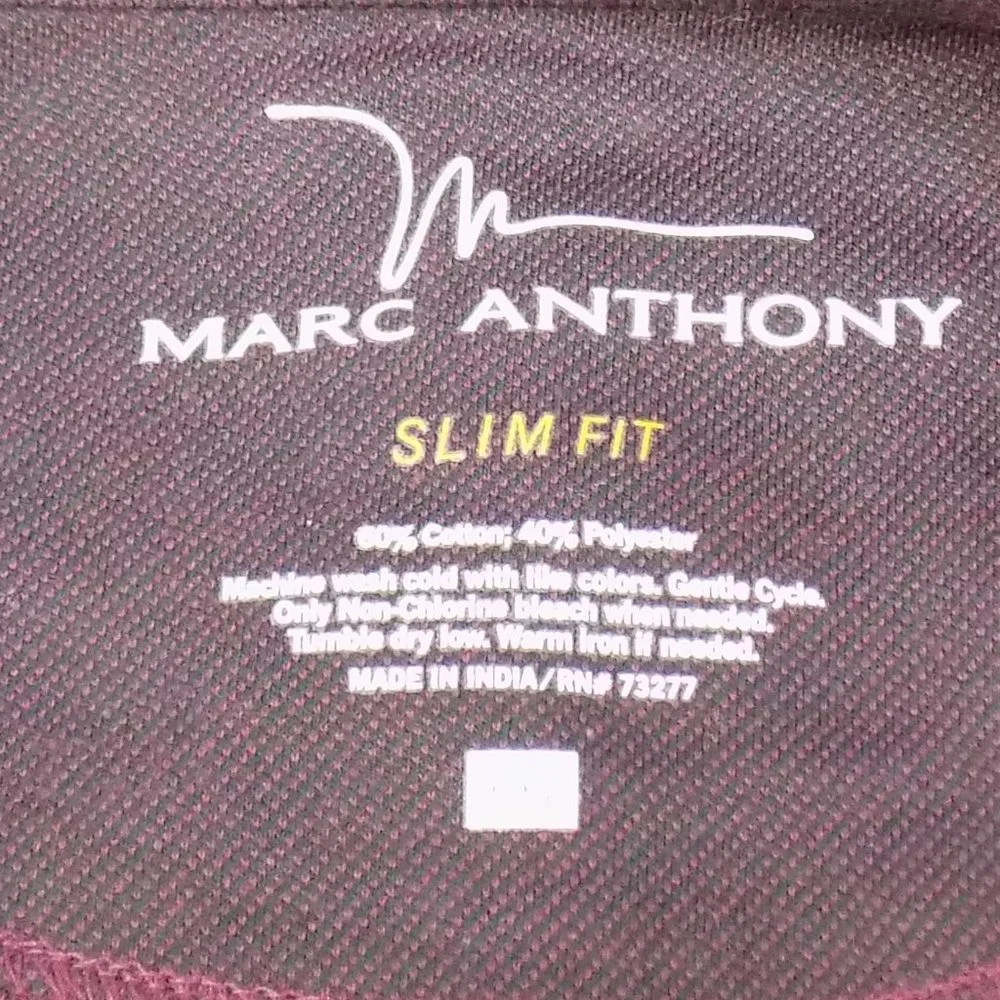 MARC ANTHONY
SLIM FIT
60% Cotton; 40% Polyester
Machine wash cold with like colors. Gentle Cycle.
Only Non-Chlorine bleach when needed.
Tumble dry low. Warm iron if needed.
MADE IN INDIA/RN# 73277